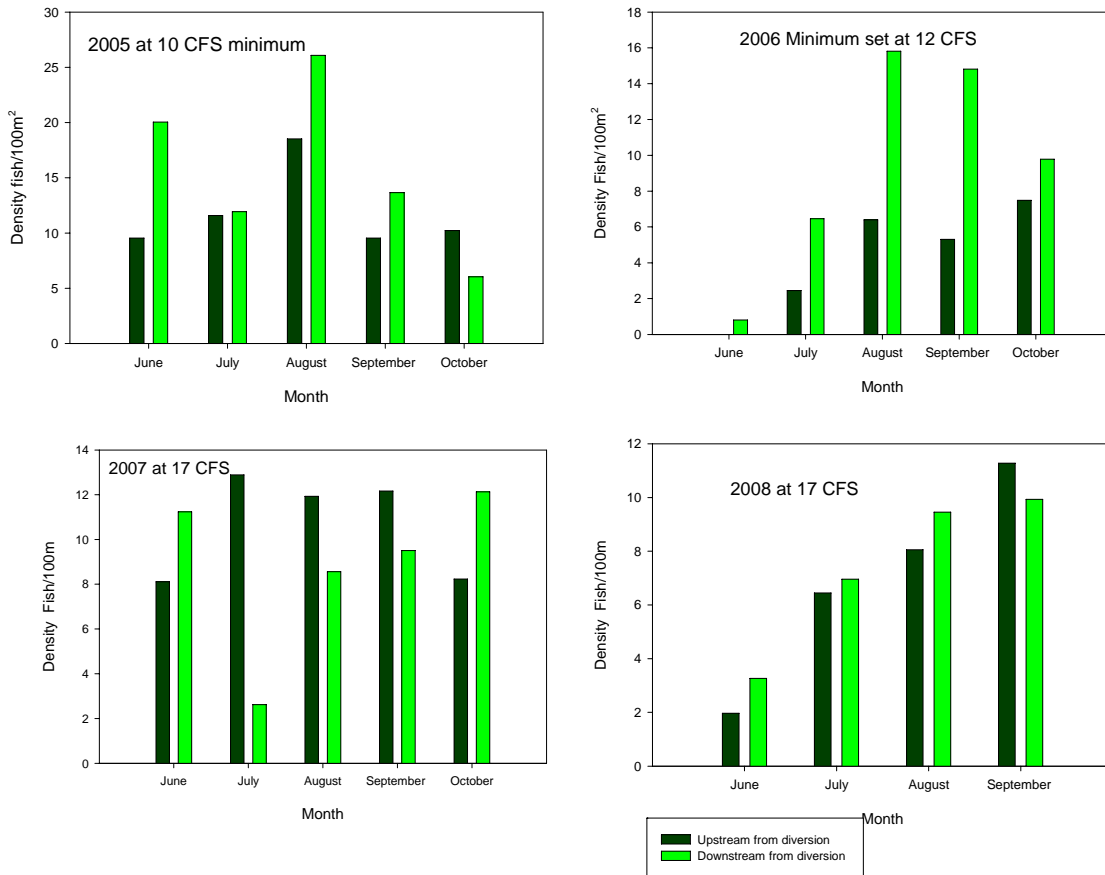 2005 at 10 CFS minimum
Density fish/100m²
30
25
20
15
10
5
0
June July August September October
Month
2006 Minimum set at 12 CFS
Density Fish/100m²
18
16
14
12
10
8
6
4
2
0
June July August September October
Month
2007 at 17 CFS
Density Fish/100m
14
12
10
8
6
4
2
0
June July August September October
Month
2008 at 17 CFS
Density Fish/100m
12
10
8
6
4
2
0
June July August September
Month
Upstream from diversion
Downstream from diversion